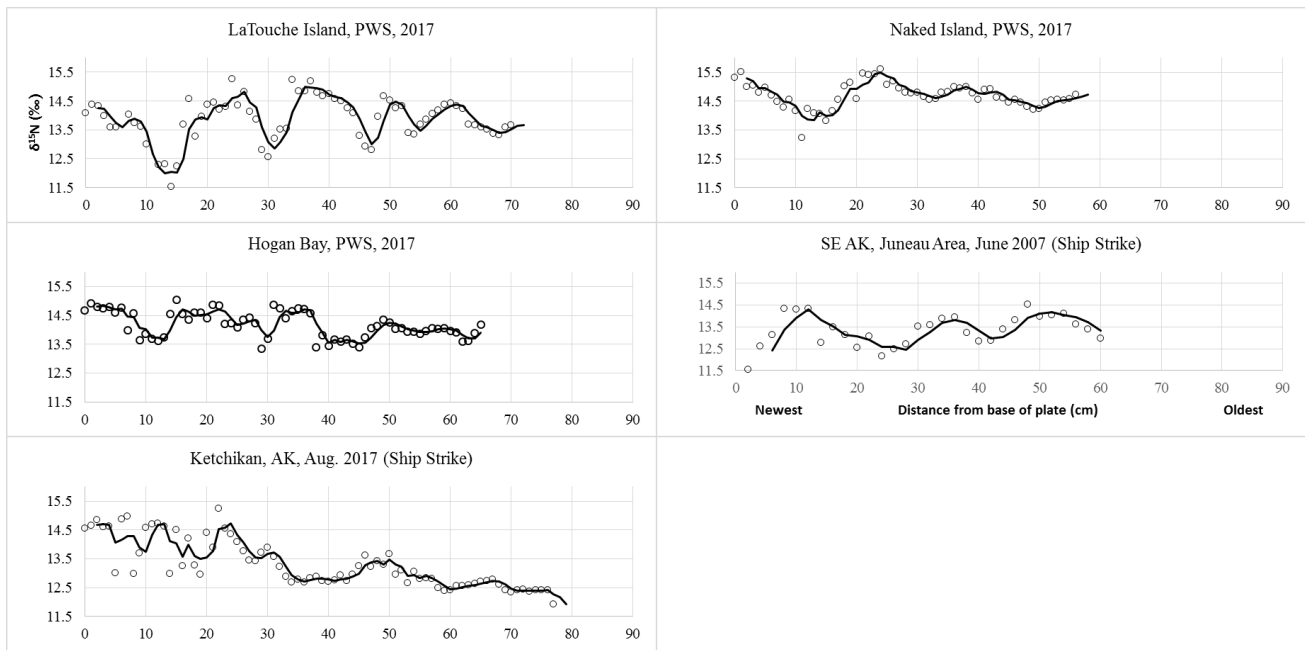 LaTouche Island, PWS, 2017
δ¹⁵N (‰)
15.5
14.5
13.5
12.5
11.5
0 10 20 30 40 50 60 70 80 90
Naked Island, PWS, 2017
15.5
14.5
13.5
12.5
11.5
0 10 20 30 40 50 60 70 80 90
Hogan Bay, PWS, 2017
15.5
14.5
13.5
12.5
11.5
0 10 20 30 40 50 60 70 80 90
SE AK, Juneau Area, June 2007 (Ship Strike)
15.5
14.5
13.5
12.5
11.5
0 10 20 30 40 50 60 70 80 90
Newest Distance from base of plate (cm) Oldest
Ketchikan, AK, Aug. 2017 (Ship Strike)
15.5
14.5
13.5
12.5
11.5
0 10 20 30 40 50 60 70 80 90